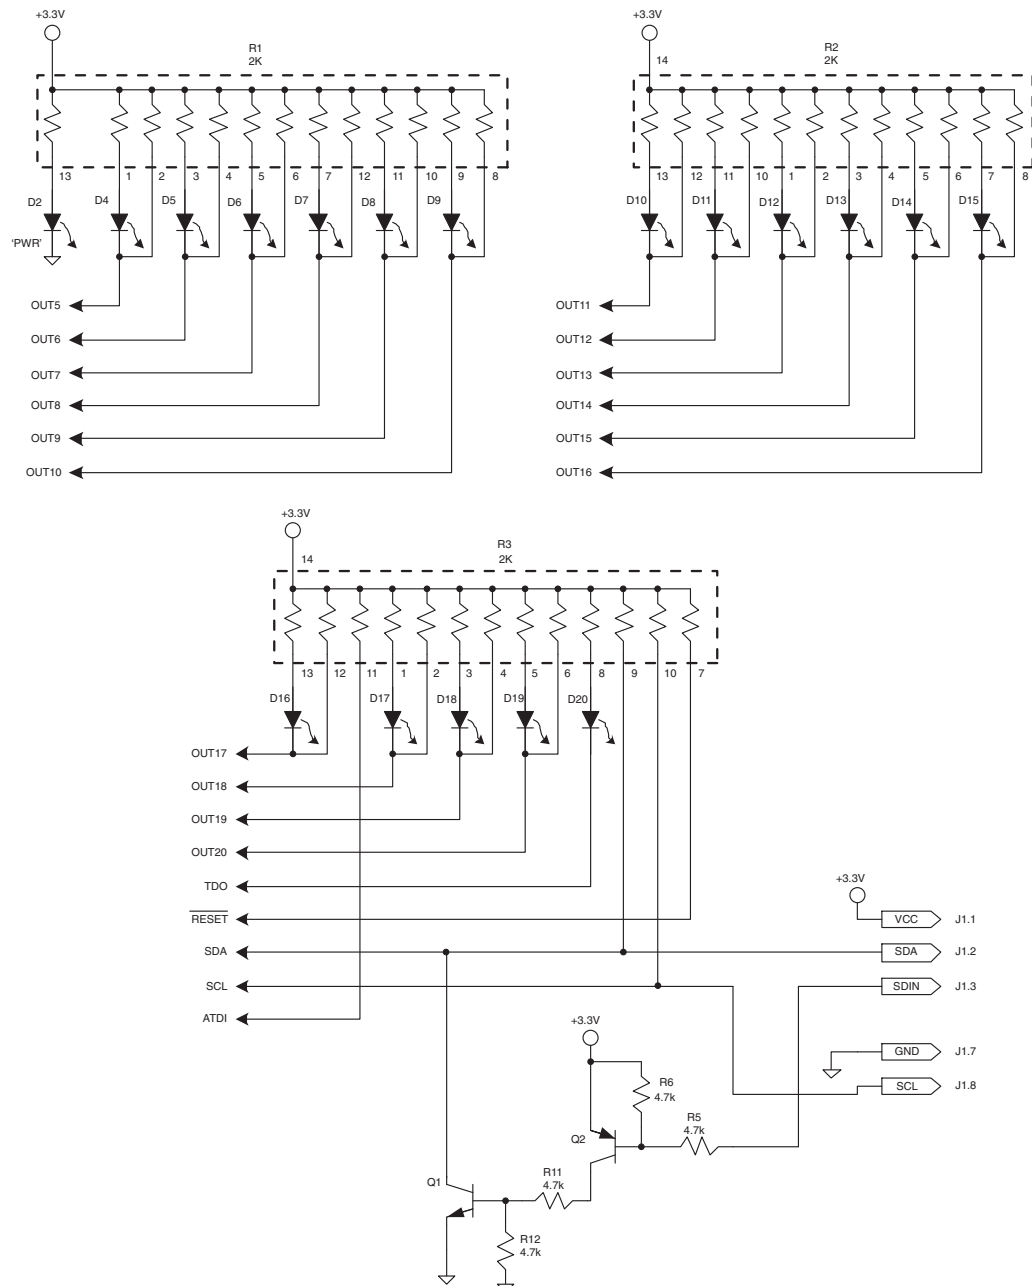 +3.3V
R1
2K
13 1 2 3 4 5 6 7 12 11 10 9 8
D2 D4 D5 D6 D7 D8 D9
'PWR'
OUT5
OUT6
OUT7
OUT8
OUT9
OUT10
+3.3V
14
R2
2K
13 12 11 10 1 2 3 4 5 6 7 8
D10 D11 D12 D13 D14 D15
OUT11
OUT12
OUT13
OUT14
OUT15
OUT16
+3.3V
14
R3
2K
13 12 11 1 2 3 4 5 6 8 9 10 7
D16 D17 D18 D19 D20
OUT17
OUT18
OUT19
OUT20
TDO
RESET
SDA
SCL
ATDI
+3.3V
VCC J1.1
SDA J1.2
SDIN J1.3
GND J1.7
SCL J1.8
+3.3V
R6
4.7k
R5
4.7k
Q2
R11
4.7k
Q1
R12
4.7k